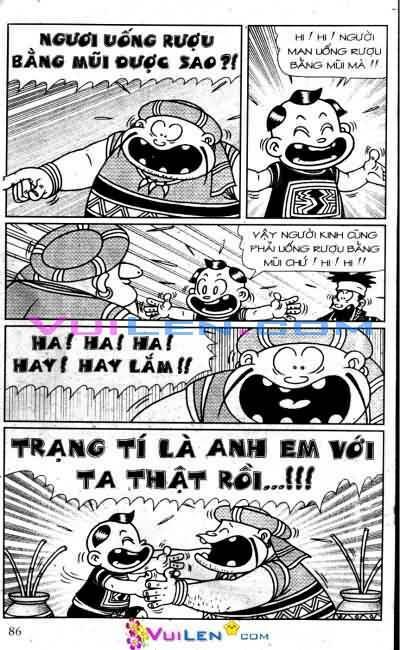 NGƯƠI UỐNG RƯỢU
BẰNG MŨI ĐƯỢC SAO?!
HI! HI! NGƯỜI
MAN UỐNG RƯỢU
BẰNG MŨI MÀ!!
VẬY NGƯỜI KINH CŨNG
PHẢI UỐNG RƯỢU BẰNG
MŨI CHỨ! HI! HI!
HA! HA! HA!
HAY! HAY LẮM!!
VUILEN.COM
TRẠNG TÍ LÀ ANH EM VỚI
TA THẬT RỒI...!!!
86
VUILEN.COM